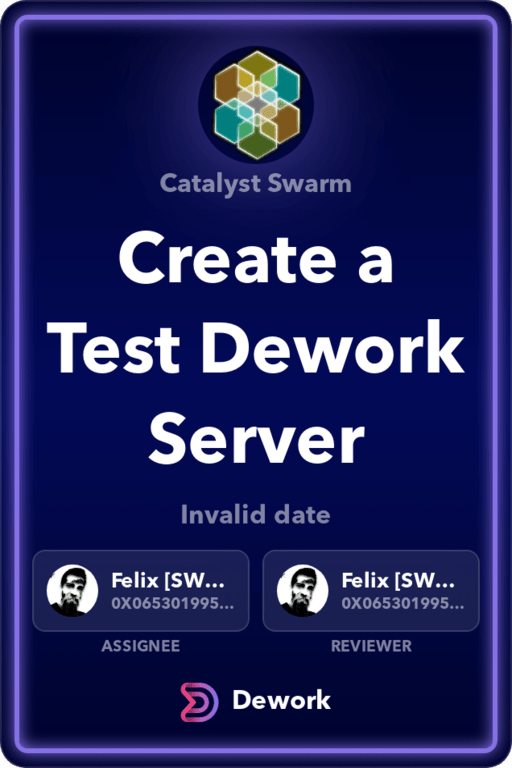 Catalyst Swarm
Create a
Test Dework
Server
Invalid date
Felix [SW...
0X065301995...
Felix [SW...
0X065301995...
ASSIGNEE
REVIEWER
Dework